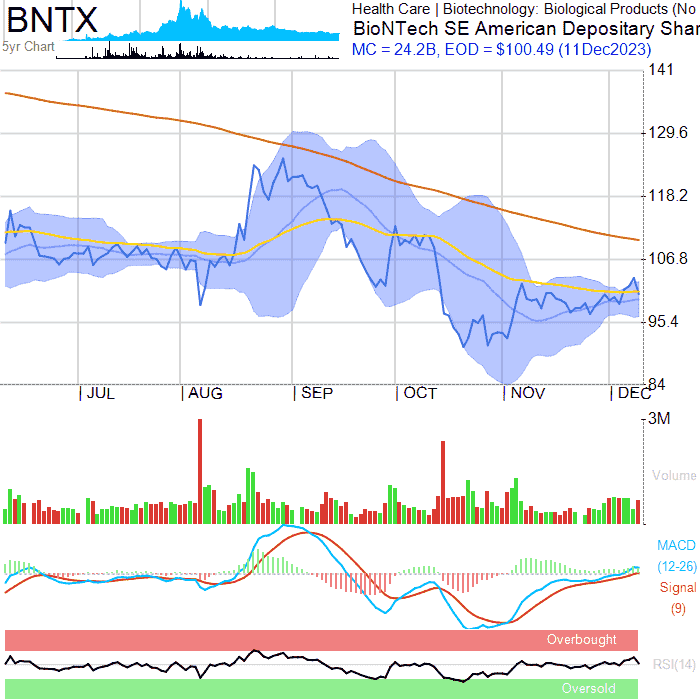 BNTX
5yr Chart
Health Care | Biotechnology: Biological Products (No
BioNTech SE American Depositary Shar
MC = 24.2B, EOD = $100.49 (11Dec2023)
141
129.6
118.2
106.8
95.4
84
| JUL | AUG | SEP | OCT | NOV | DEC
3M
Volume
MACD
(12-26)
Signal
(9)
Overbought
RSI(14)
Oversold